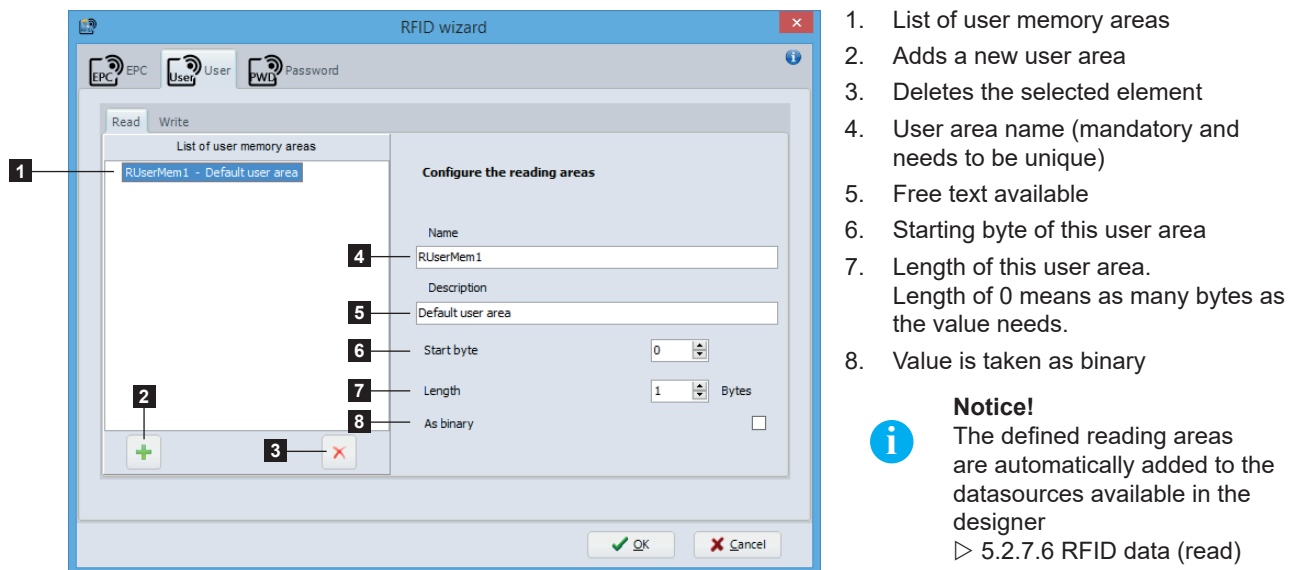 RFID wizard
EPC EPC User User PWD Password
Read Write
List of user memory areas
1 RUserMem1 - Default user area
Configure the reading areas
Name
4 RUserMem1
Description
5 Default user area
6 Start byte 0
7 Length 1 Bytes
2
8 As binary
3
OK Cancel
1. List of user memory areas
2. Adds a new user area
3. Deletes the selected element
4. User area name (mandatory and
needs to be unique)
5. Free text available
6. Starting byte of this user area
7. Length of this user area.
Length of 0 means as many bytes as
the value needs.
8. Value is taken as binary
i
Notice!
The defined reading areas
are automatically added to the
datasources available in the
designer
▷ 5.2.7.6 RFID data (read)